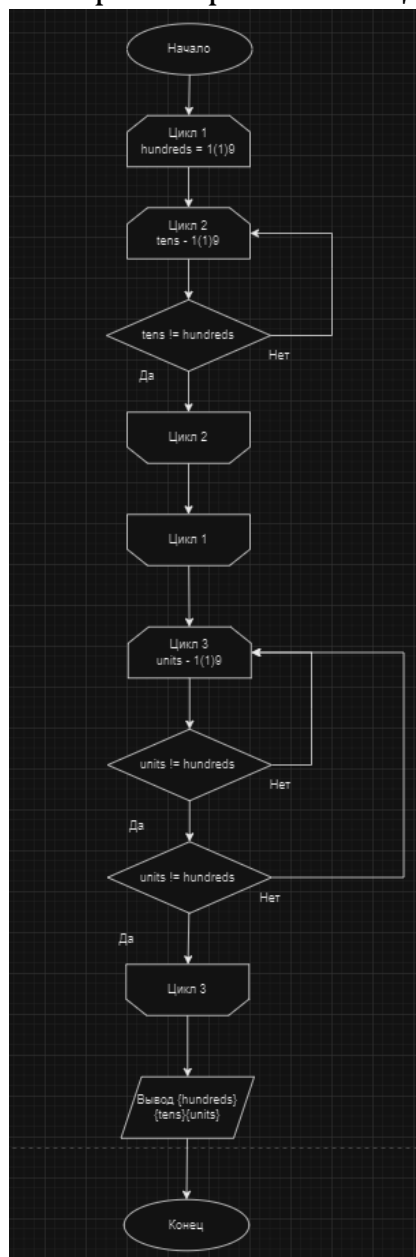 Начало
Цикл 1
hundreds = 1(1)9
Цикл 2
tens - 1(1)9
tens != hundreds
Нет
Да
Цикл 2
Цикл 1
Цикл 3
units - 1(1)9
units != hundreds
Нет
Да
units != hundreds
Нет
Да
Цикл 3
Вывод {hundreds}
{tens}{units}
Конец